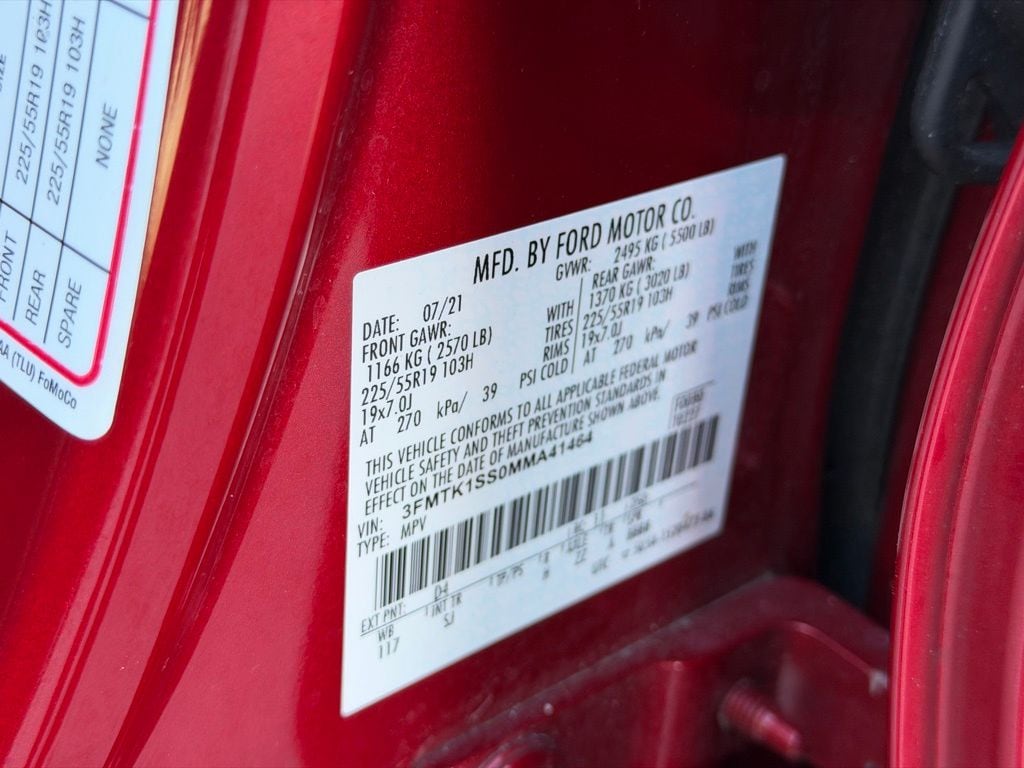 225/55R19 103H
225/55R19 103H
NONE
FRONT
REAR
SPARE
(TLU) FoMoCo
MFD. BY FORD MOTOR CO.
DATE: 07/21
GVWR: 2495 KG ( 5500 LB)
FRONT GAWR:
REAR GAWR:
1166 KG ( 2570 LB) WITH
1370 KG ( 3020 LB) WITH
225/55R19 103H TIRES
225/55R19 103H TIRES
19x7.0J RIMS
19x7.0J RIMS
AT 270 kPa/ 39 PSI COLD
AT 270 kPa/ 39 PSI COLD
THIS VEHICLE CONFORMS TO ALL APPLICABLE FEDERAL MOTOR
VEHICLE SAFETY AND THEFT PREVENTION STANDARDS IN
EFFECT ON THE DATE OF MANUFACTURE SHOWN ABOVE.
VIN: 3FMTK1SS0MMA41464
TYPE: MPV
EXT PNT: D4
WB INT TR TP/PS R
117 SJ H